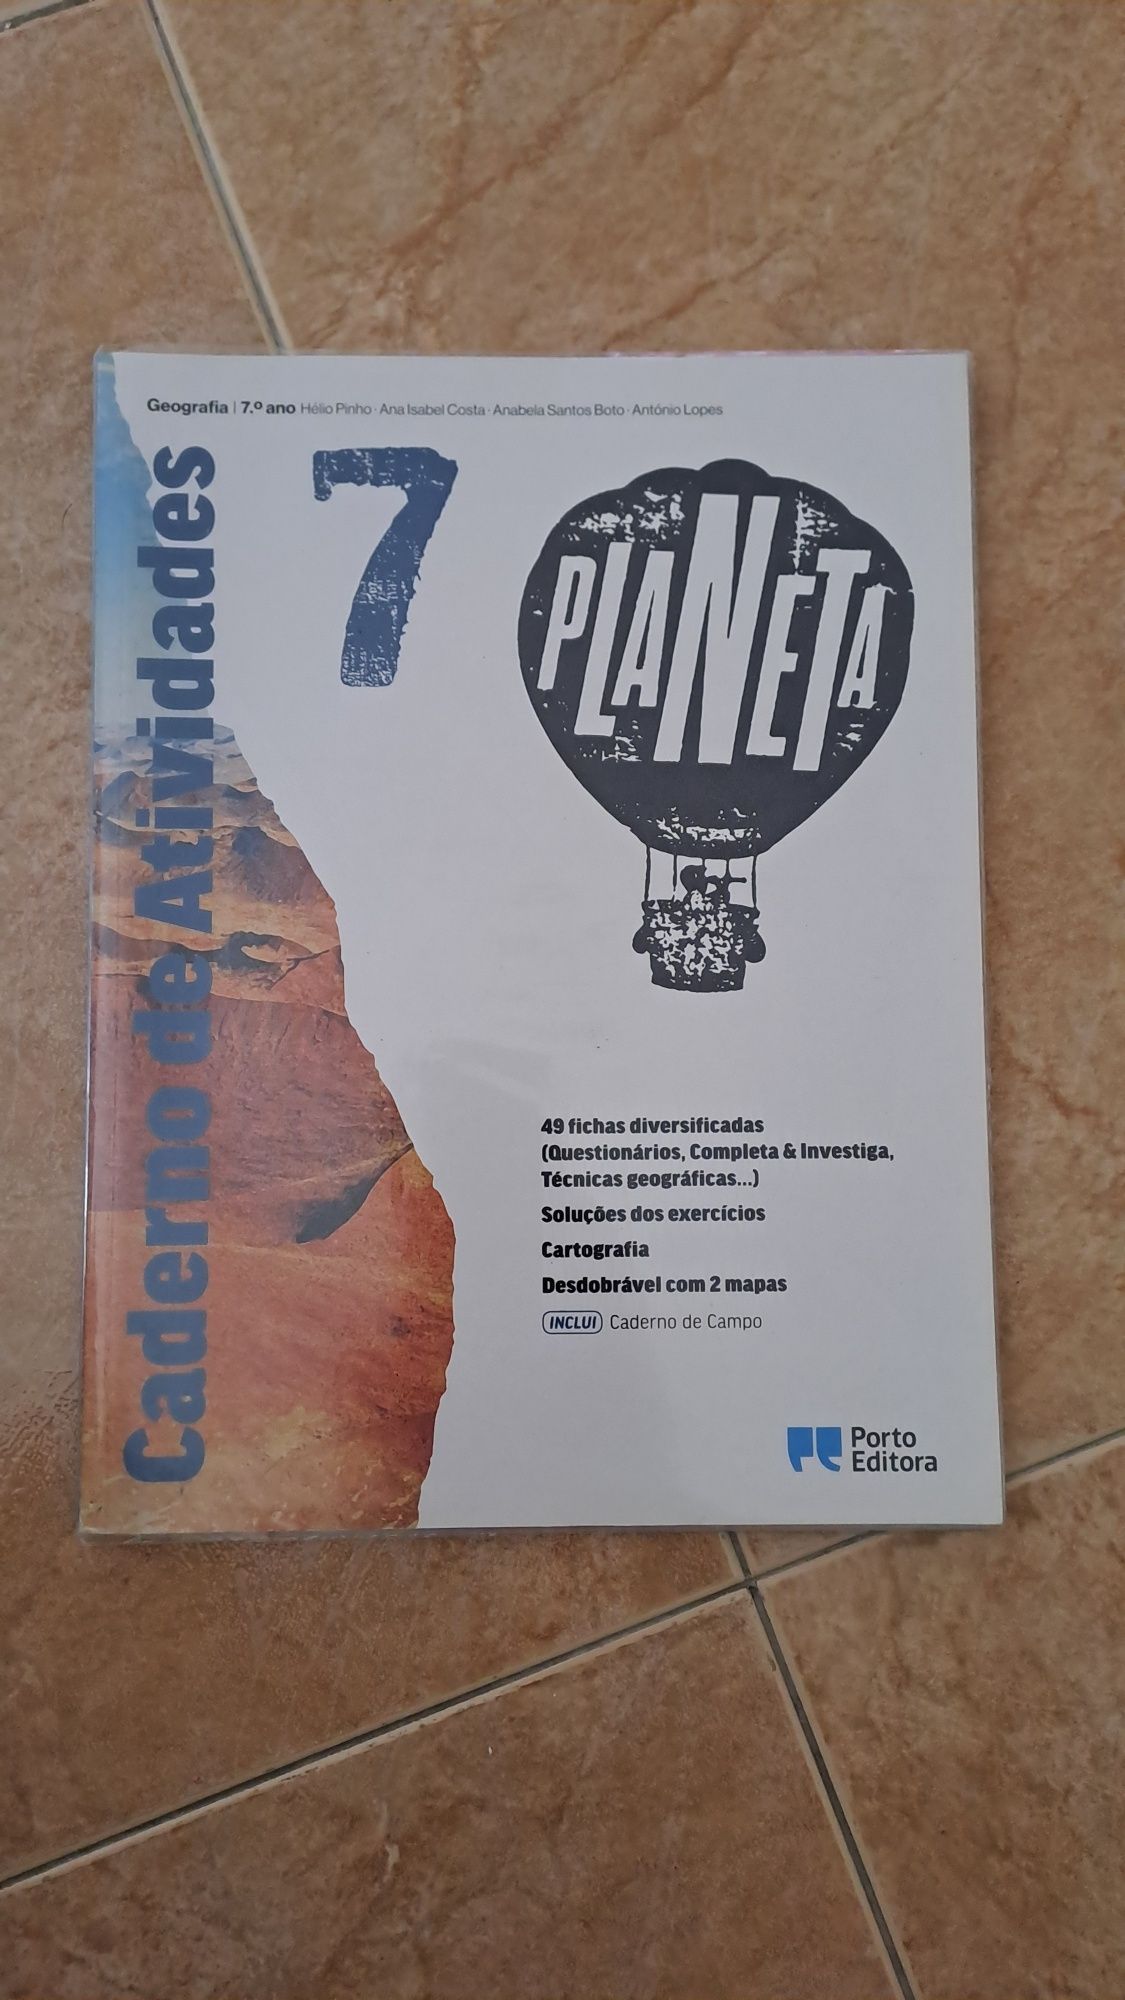 Geografia | 7.º ano Hélio Pinho · Ana Isabel Costa · Anabela Santos Boto · António Lopes
Caderno de Atividades
7
PLANETA
49 fichas diversificadas
(Questionários, Completa & Investiga,
Técnicas geográficas...)
Soluções dos exercícios
Cartografia
Desdobrável com 2 mapas
INCLUI Caderno de Campo
Porto
Editora